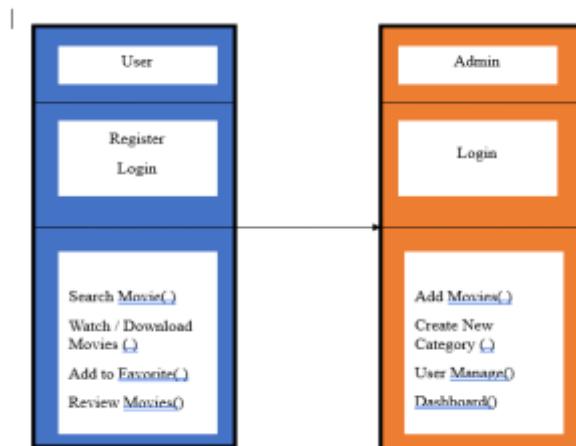 User
Register
Login
Search Movie()
Watch / Download
Movies ()
Add to Favorite()
Review Movies()
Admin
Login
Add Movies()
Create New
Category ()
User Manage()
Dashboard()